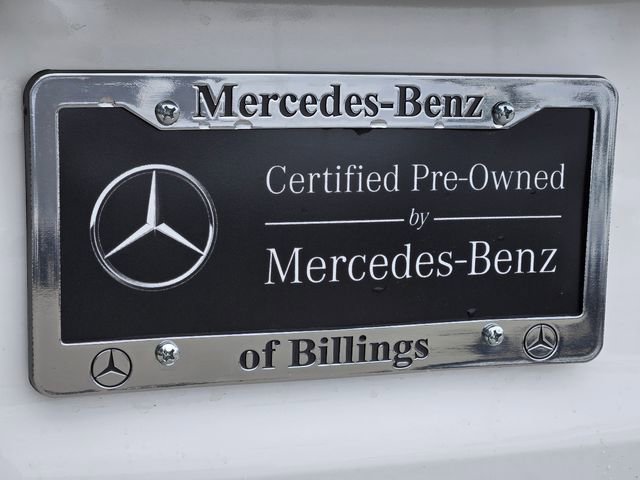 Mercedes-Benz
Certified Pre-Owned
by
Mercedes-Benz
of Billings